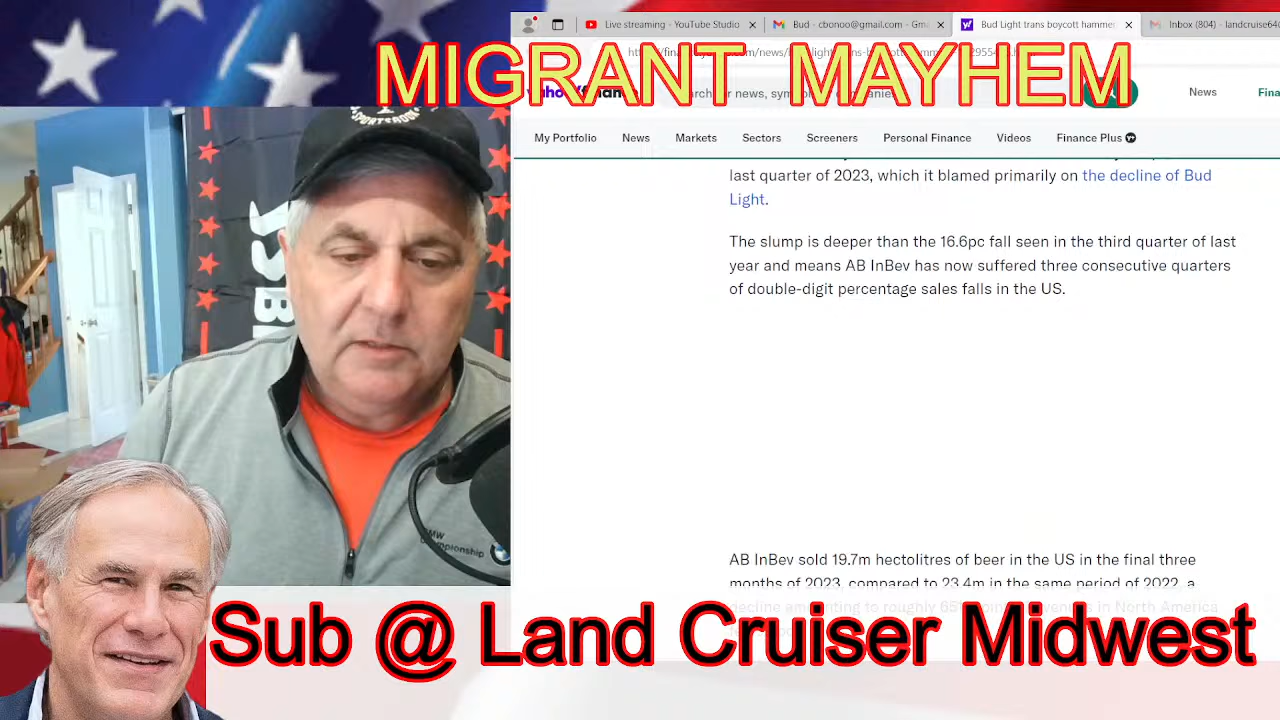 Live streaming - YouTube Studio
Bud - cbonoo@gmail.com - Gm
Bud Light trans boycott hammer
Inbox (804) - landcruise64
MIGRANT MAYHEM
News
My Portfolio
News
Markets
Sectors
Screeners
Personal Finance
Videos
Finance Plus
last quarter of 2023, which it blamed primarily on the decline of Bud
Light.
The slump is deeper than the 16.6pc fall seen in the third quarter of last
year and means AB InBev has now suffered three consecutive quarters
of double-digit percentage sales falls in the US.
AB InBev sold 19.7m hectolitres of beer in the US in the final three
months of 2023, compared to 23.4m in the same period of 2022, a
Sub @ Land Cruiser Midwest